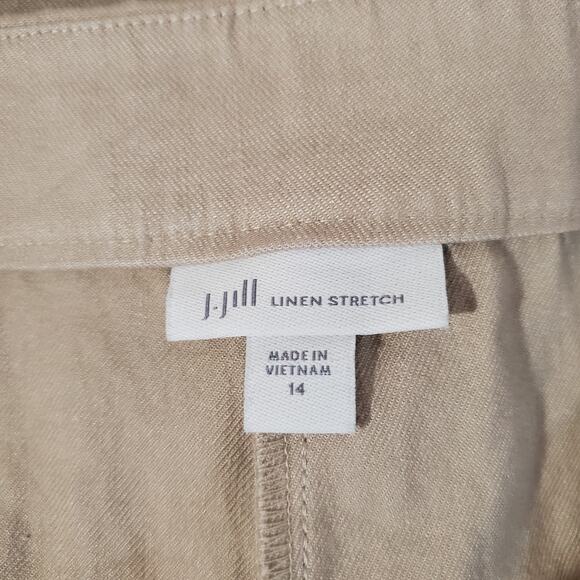 J.Jill LINEN STRETCH
MADE IN
VIETNAM
14